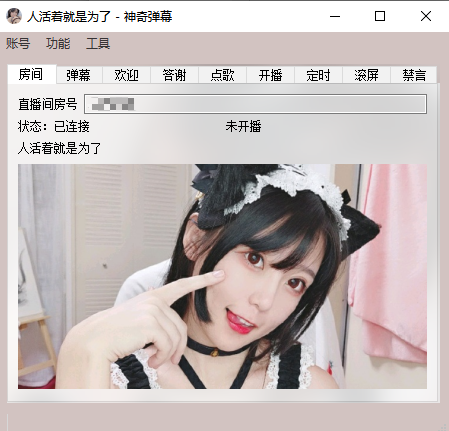 人活着就是为了 - 神奇弹幕
账号 功能 工具
房间 弹幕 欢迎 答谢 点歌 开播 定时 滚屏 禁言
直播间房号
状态：已连接 未开播
人活着就是为了